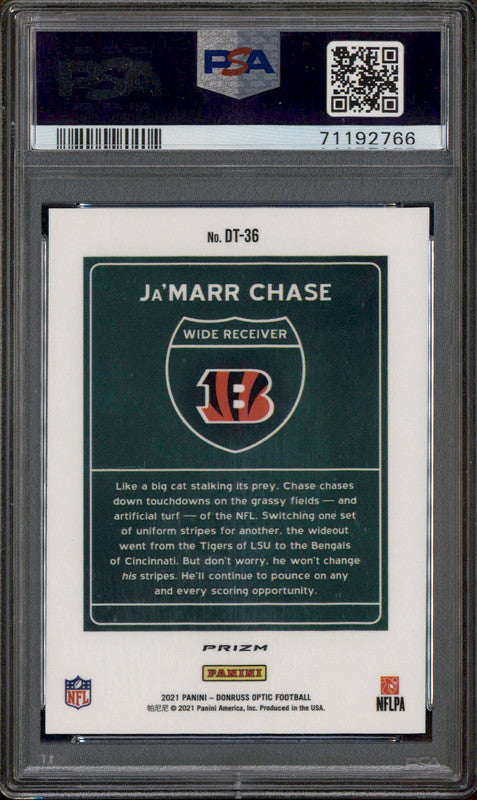 PSA
PSA
71192766
No. DT-36
Ja'MARR CHASE
WIDE RECEIVER
B
Like a big cat stalking its prey, Chase chases
down touchdowns on the grassy fields — and
artificial turf — of the NFL. Switching one set
of uniform stripes for another, the wideout
went from the Tigers of LSU to the Bengals
of Cincinnati. But don't worry, he won't change
his stripes. He'll continue to pounce on any
and every scoring opportunity.
PRIZM
PANINI
NFL
2021 PANINI – DONRUSS OPTIC FOOTBALL
帕尼尼 © 2021 Panini America, Inc. Produced in the USA.
NFLPA
PSA